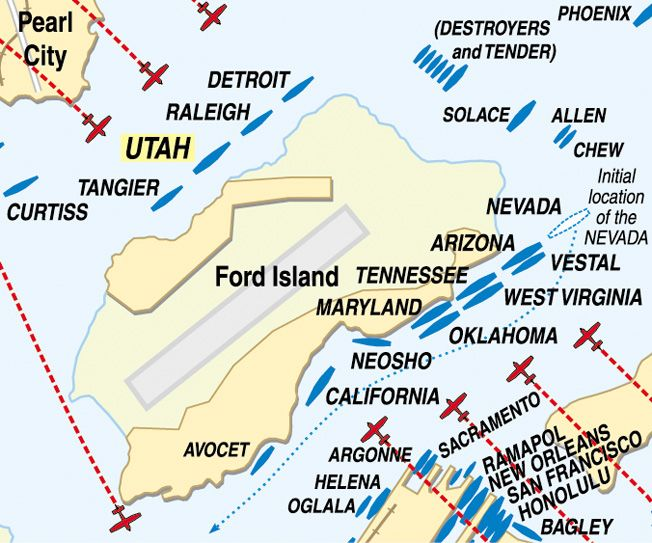 Pearl
City
PHOENIX
(DESTROYERS
and TENDER)
DETROIT
RALEIGH
SOLACE
ALLEN
CHEW
UTAH
TANGIER
CURTISS
Initial
location
of the
NEVADA
NEVADA
ARIZONA
VESTAL
Ford Island
TENNESSEE
WEST VIRGINIA
MARYLAND
OKLAHOMA
NEOSHO
CALIFORNIA
AVOCET
ARGONNE
SACRAMENTO
HELENA
OGLALA
RAMAPOL
NEW ORLEANS
SAN FRANCISCO
HONOLULU
BAGLEY